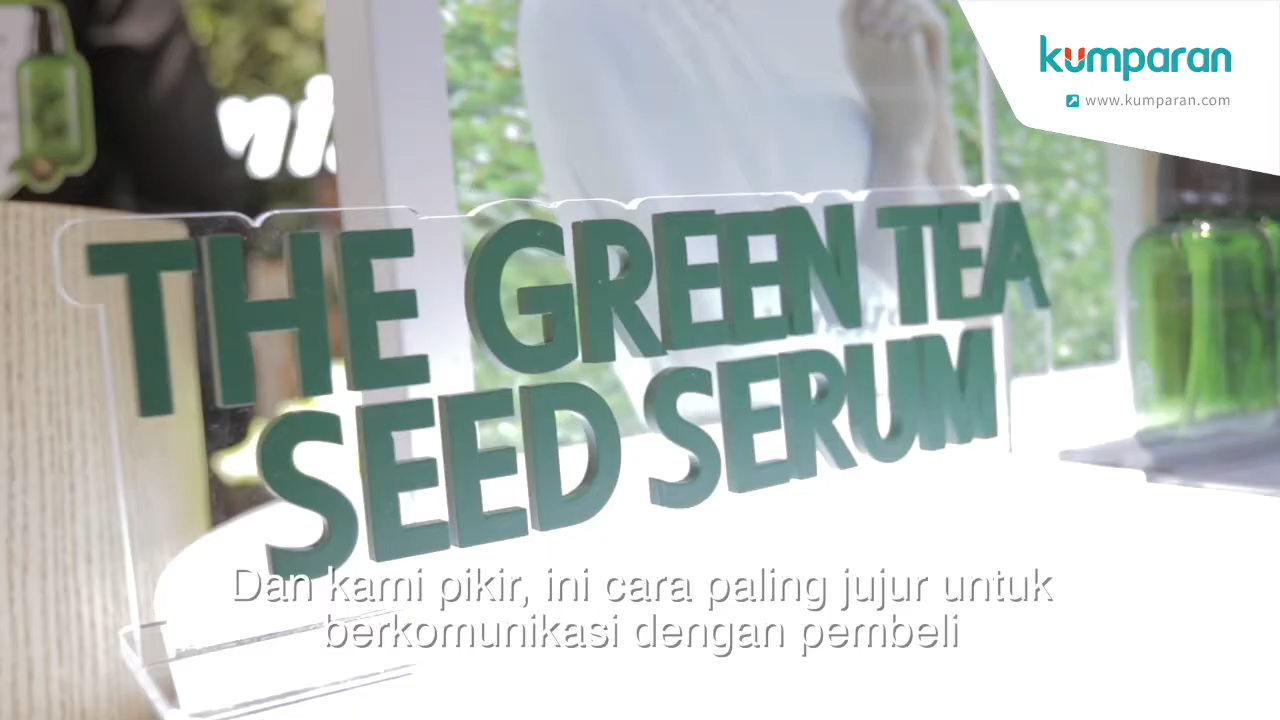 kumparan
www.kumparan.com
THE GREEN TEA
SEED SERUM
Dan kami pikir, ini cara paling jujur untuk
berkomunikasi dengan pembeli